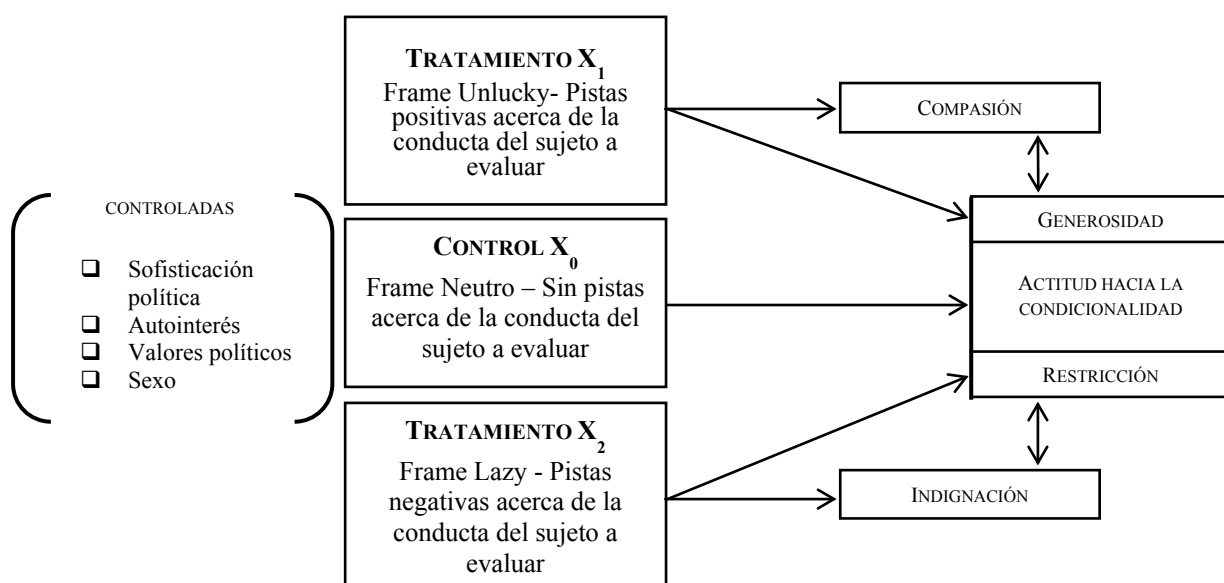 CONTROLADAS
❑ Sofisticación
política
❑ Autointerés
❑ Valores políticos
❑ Sexo
TRATAMIENTO X1
Frame Unlucky- Pistas
positivas acerca de la
conducta del sujeto a
evaluar
CONTROL X0
Frame Neutro – Sin pistas
acerca de la conducta del
sujeto a evaluar
TRATAMIENTO X2
Frame Lazy - Pistas
negativas acerca de la
conducta del sujeto a
evaluar
COMPASIÓN
GENEROSIDAD
ACTITUD HACIA LA
CONDICIONALIDAD
RESTRICCIÓN
INDIGNACIÓN